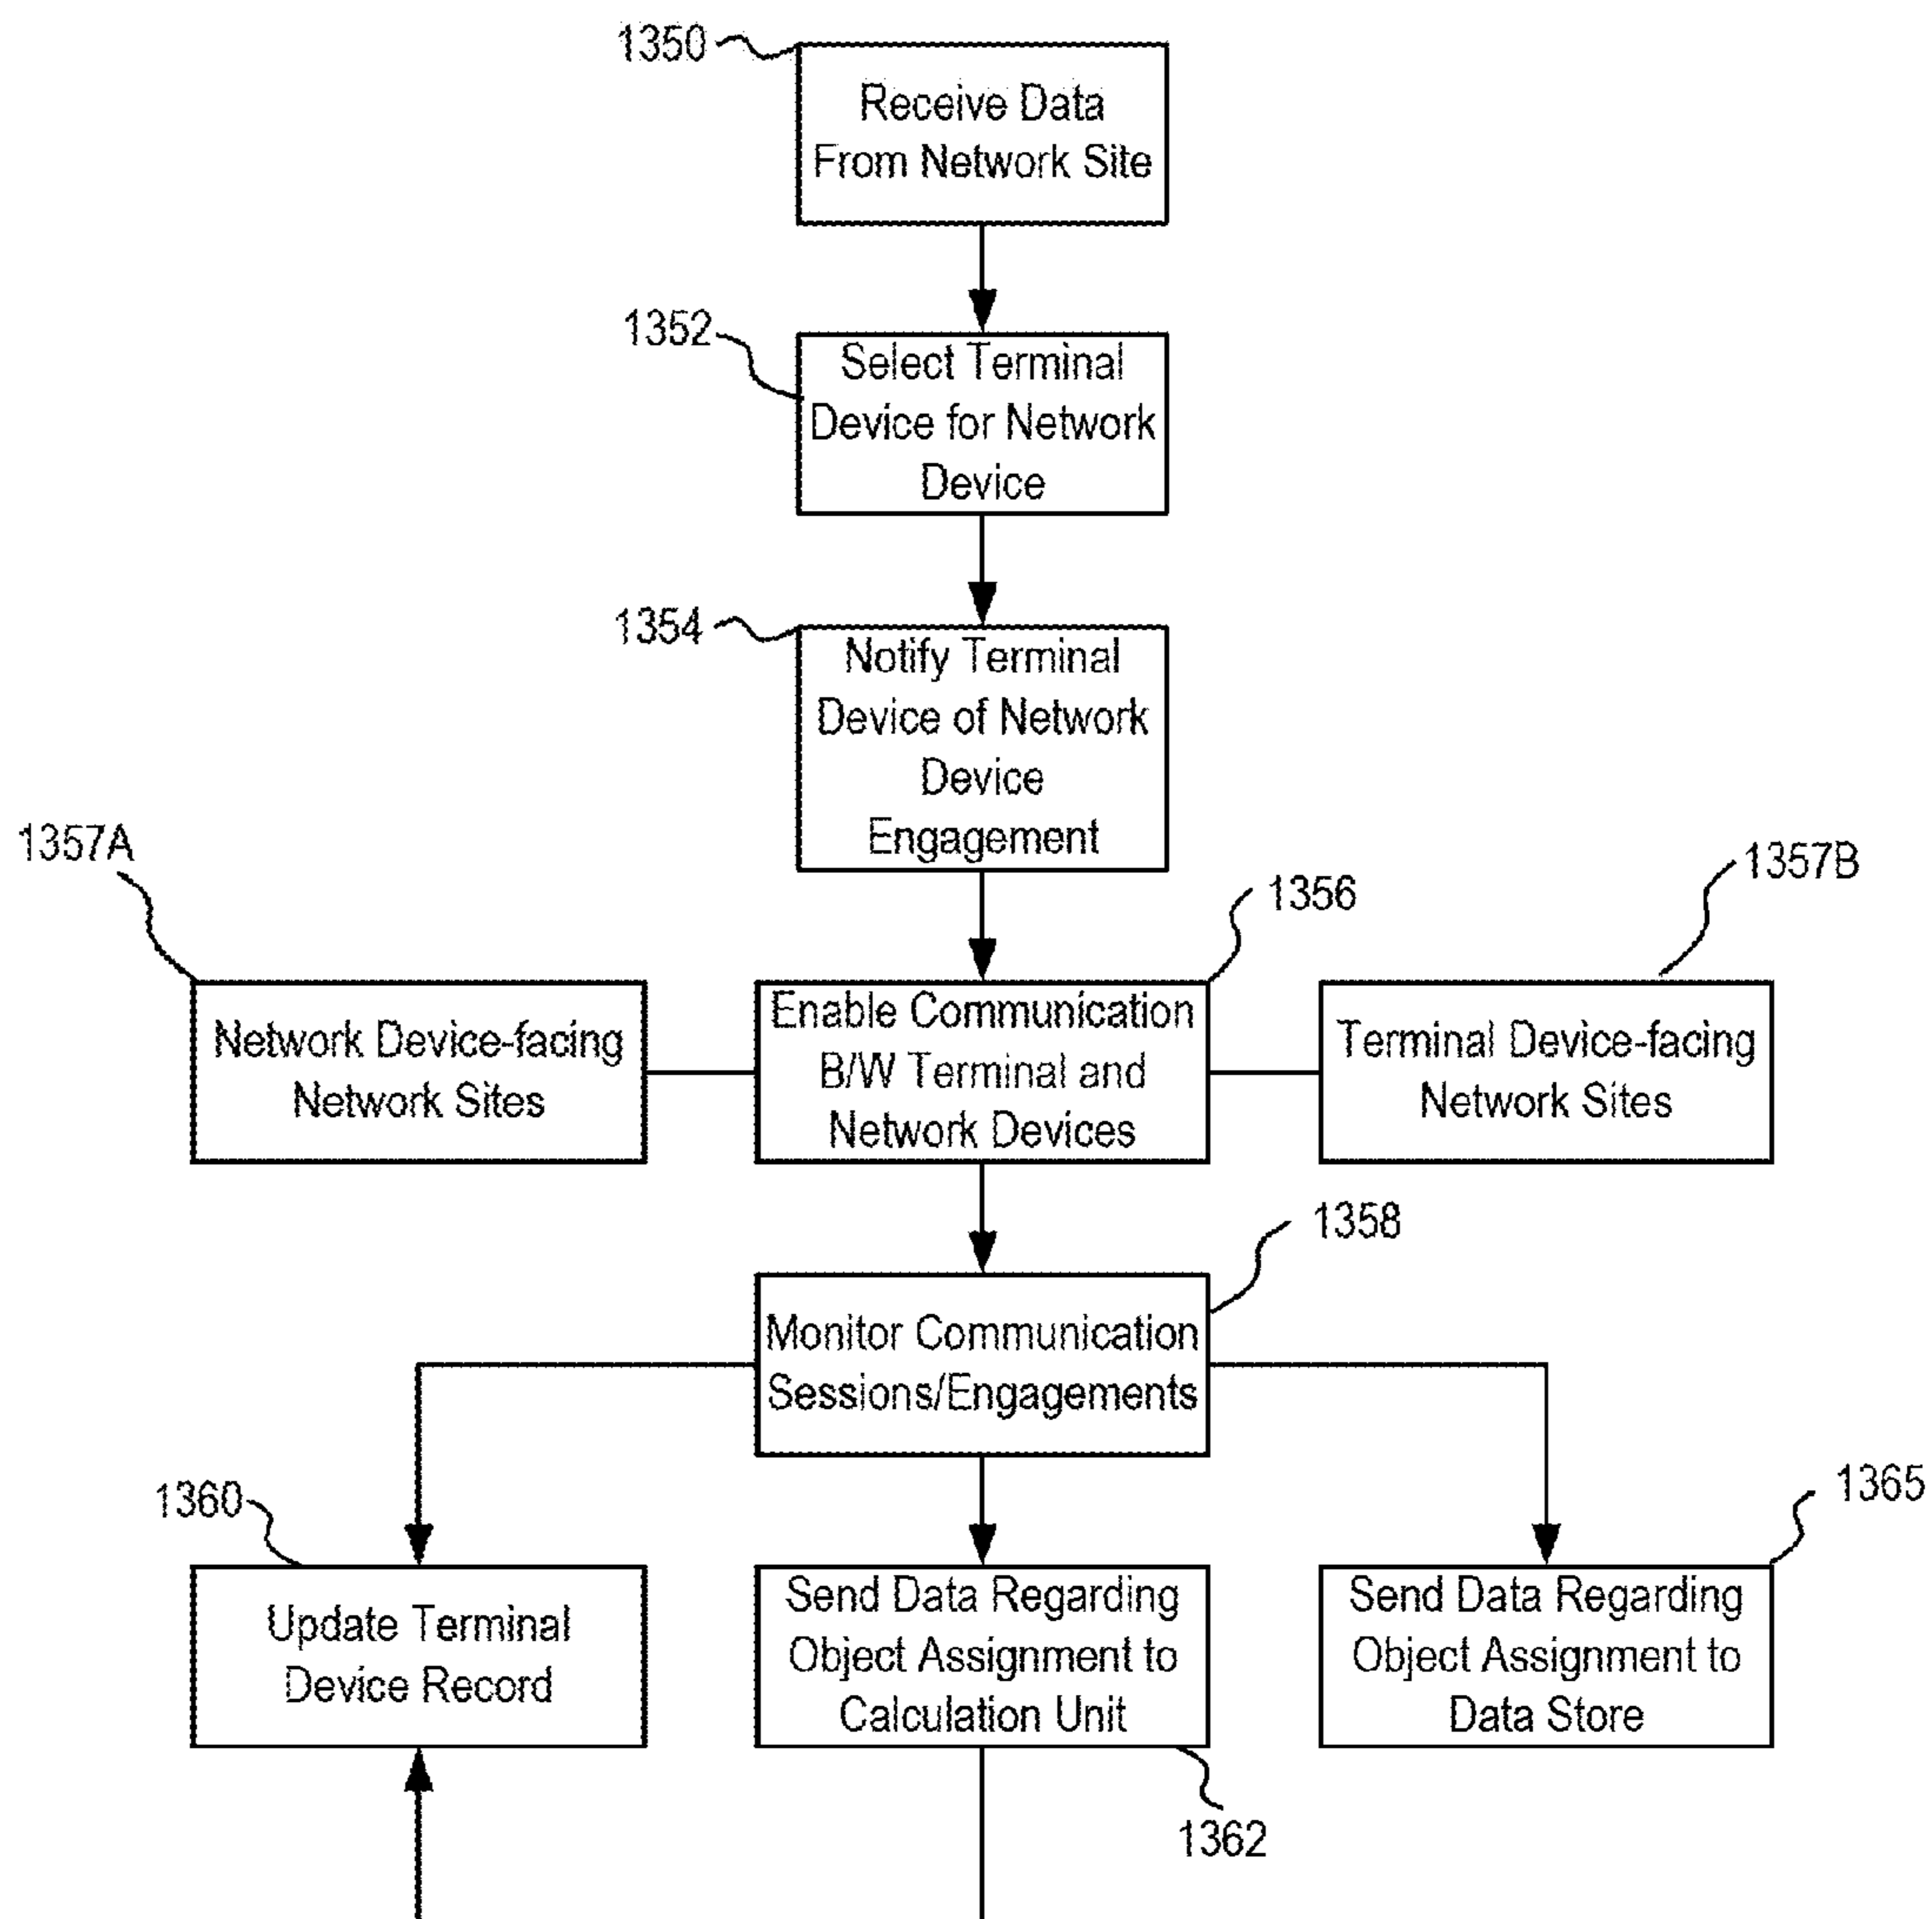 1350
Receive Data
From Network Site
1352
Select Terminal
Device for Network
Device
1354
Notify Terminal
Device of Network
Device
Engagement
1357A
1356
1357B
Network Device-facing
Network Sites
Enable Communication
B/W Terminal and
Network Devices
Terminal Device-facing
Network Sites
1358
Monitor Communication
Sessions/Engagements
1360
1365
Update Terminal
Device Record
Send Data Regarding
Object Assignment to
Calculation Unit
Send Data Regarding
Object Assignment to
Data Store
1362